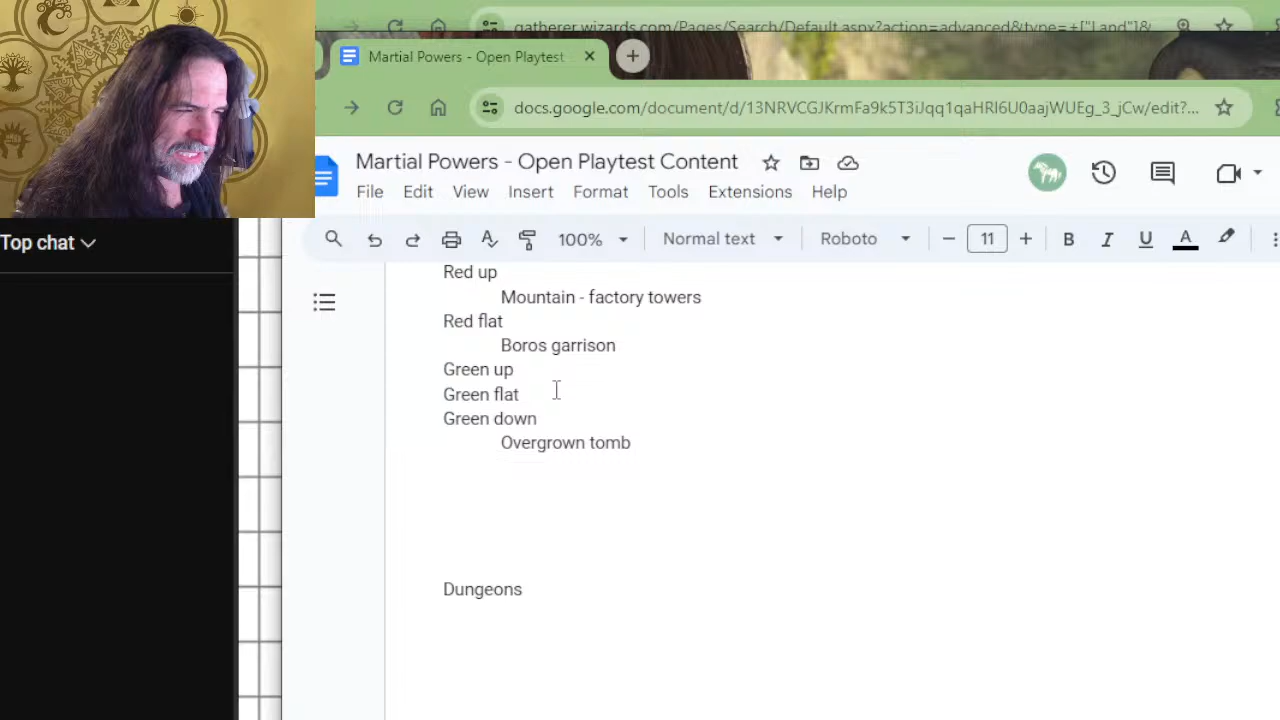 gatherer.wizards.com/Pages/Search/Default.aspx?action=advanced&type=+["Land"]&
Martial Powers - Open Playtest
docs.google.com/document/d/13NRVCGJKrmFa9k5T3iJqq1qaHRl6U0aajWUEg_3_jCw/edit?...
Martial Powers - Open Playtest Content
File Edit View Insert Format Tools Extensions Help
100% Normal text Roboto 11 B I U A
Top chat
Red up
Mountain - factory towers
Red flat
Boros garrison
Green up
Green flat
Green down
Overgrown tomb
Dungeons